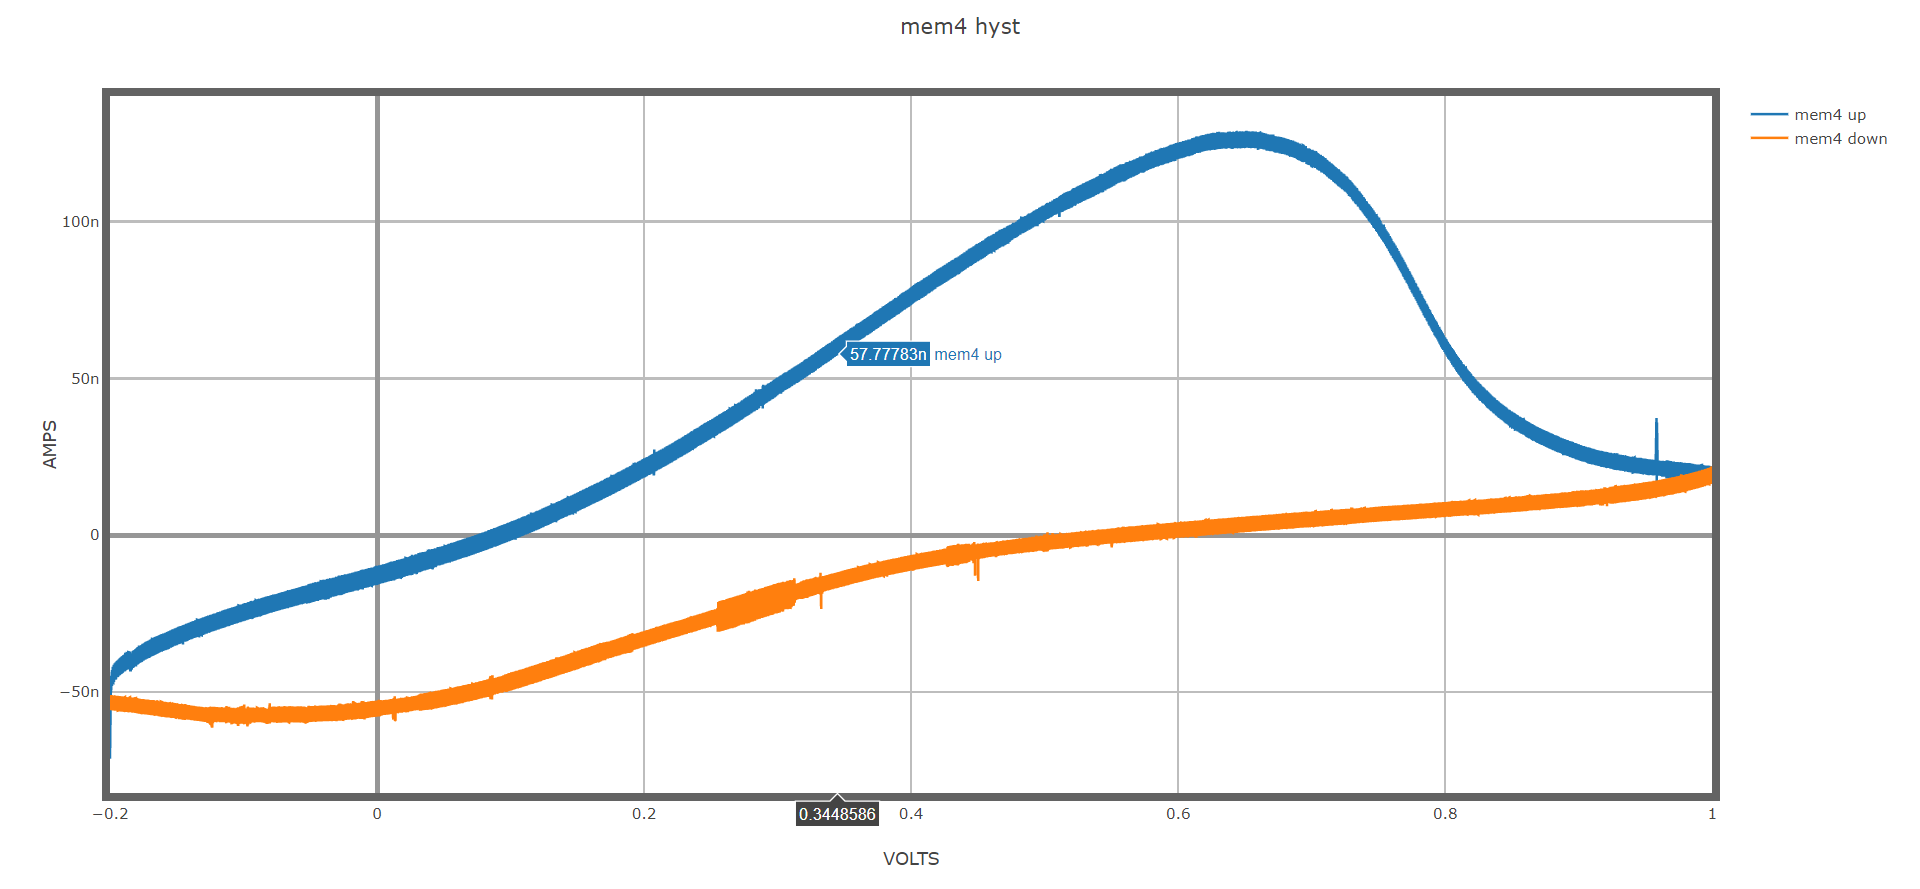 mem4 hyst
mem4 up
mem4 down
100n
50n
0
−50n
AMPS
57.77783n mem4 up
−0.2
0
0.2
0.3448586
0.4
0.6
0.8
1
VOLTS